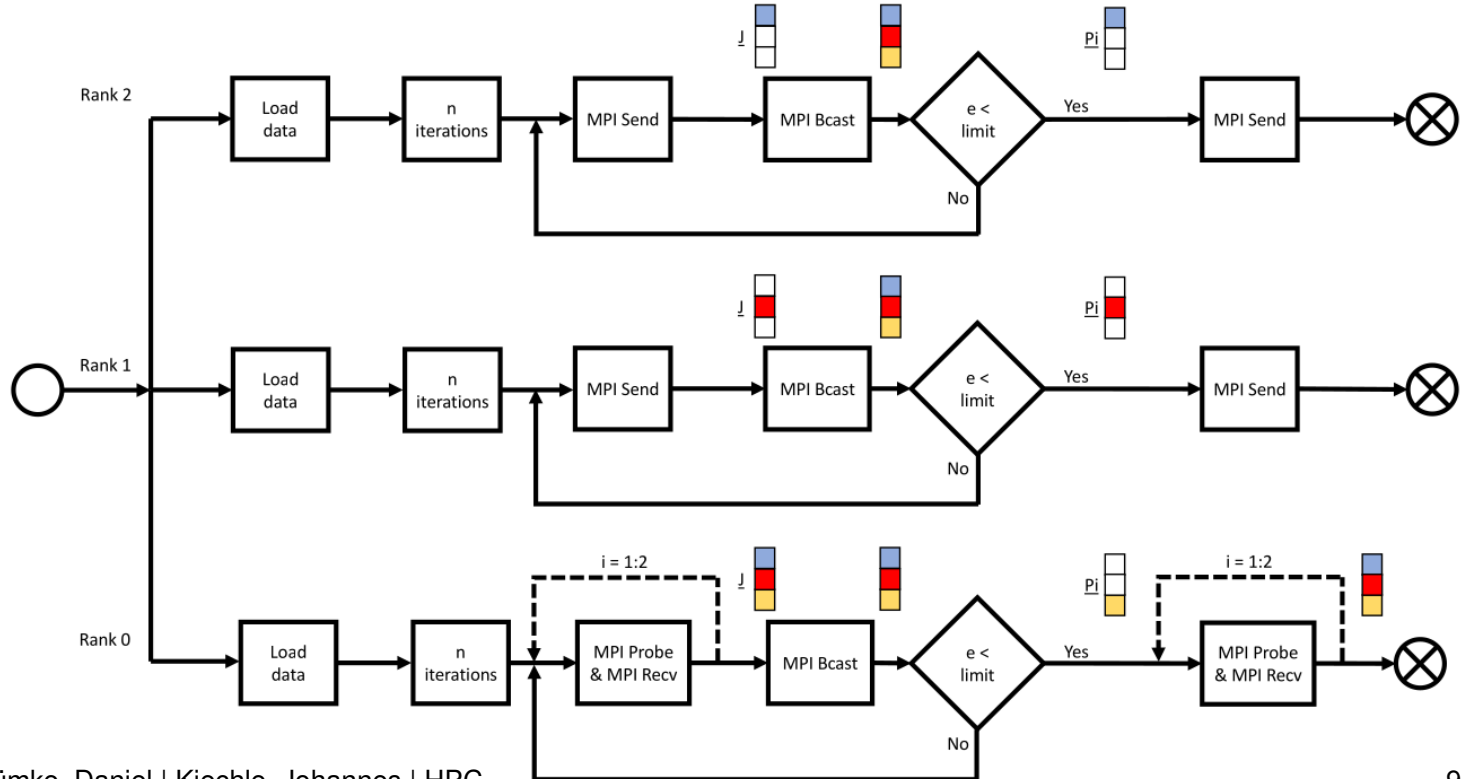 J
Pi
Rank 2
Load
data
n
iterations
MPI Send
MPI Bcast
e <
limit
Yes
MPI Send
No
J
Pi
Rank 1
Load
data
n
iterations
MPI Send
MPI Bcast
e <
limit
Yes
MPI Send
No
i = 1:2
J
Pi
i = 1:2
Rank 0
Load
data
n
iterations
MPI Probe
& MPI Recv
MPI Bcast
e <
limit
Yes
MPI Probe
& MPI Recv
No
Daniel | Kiechle, Johannes | HPC
9